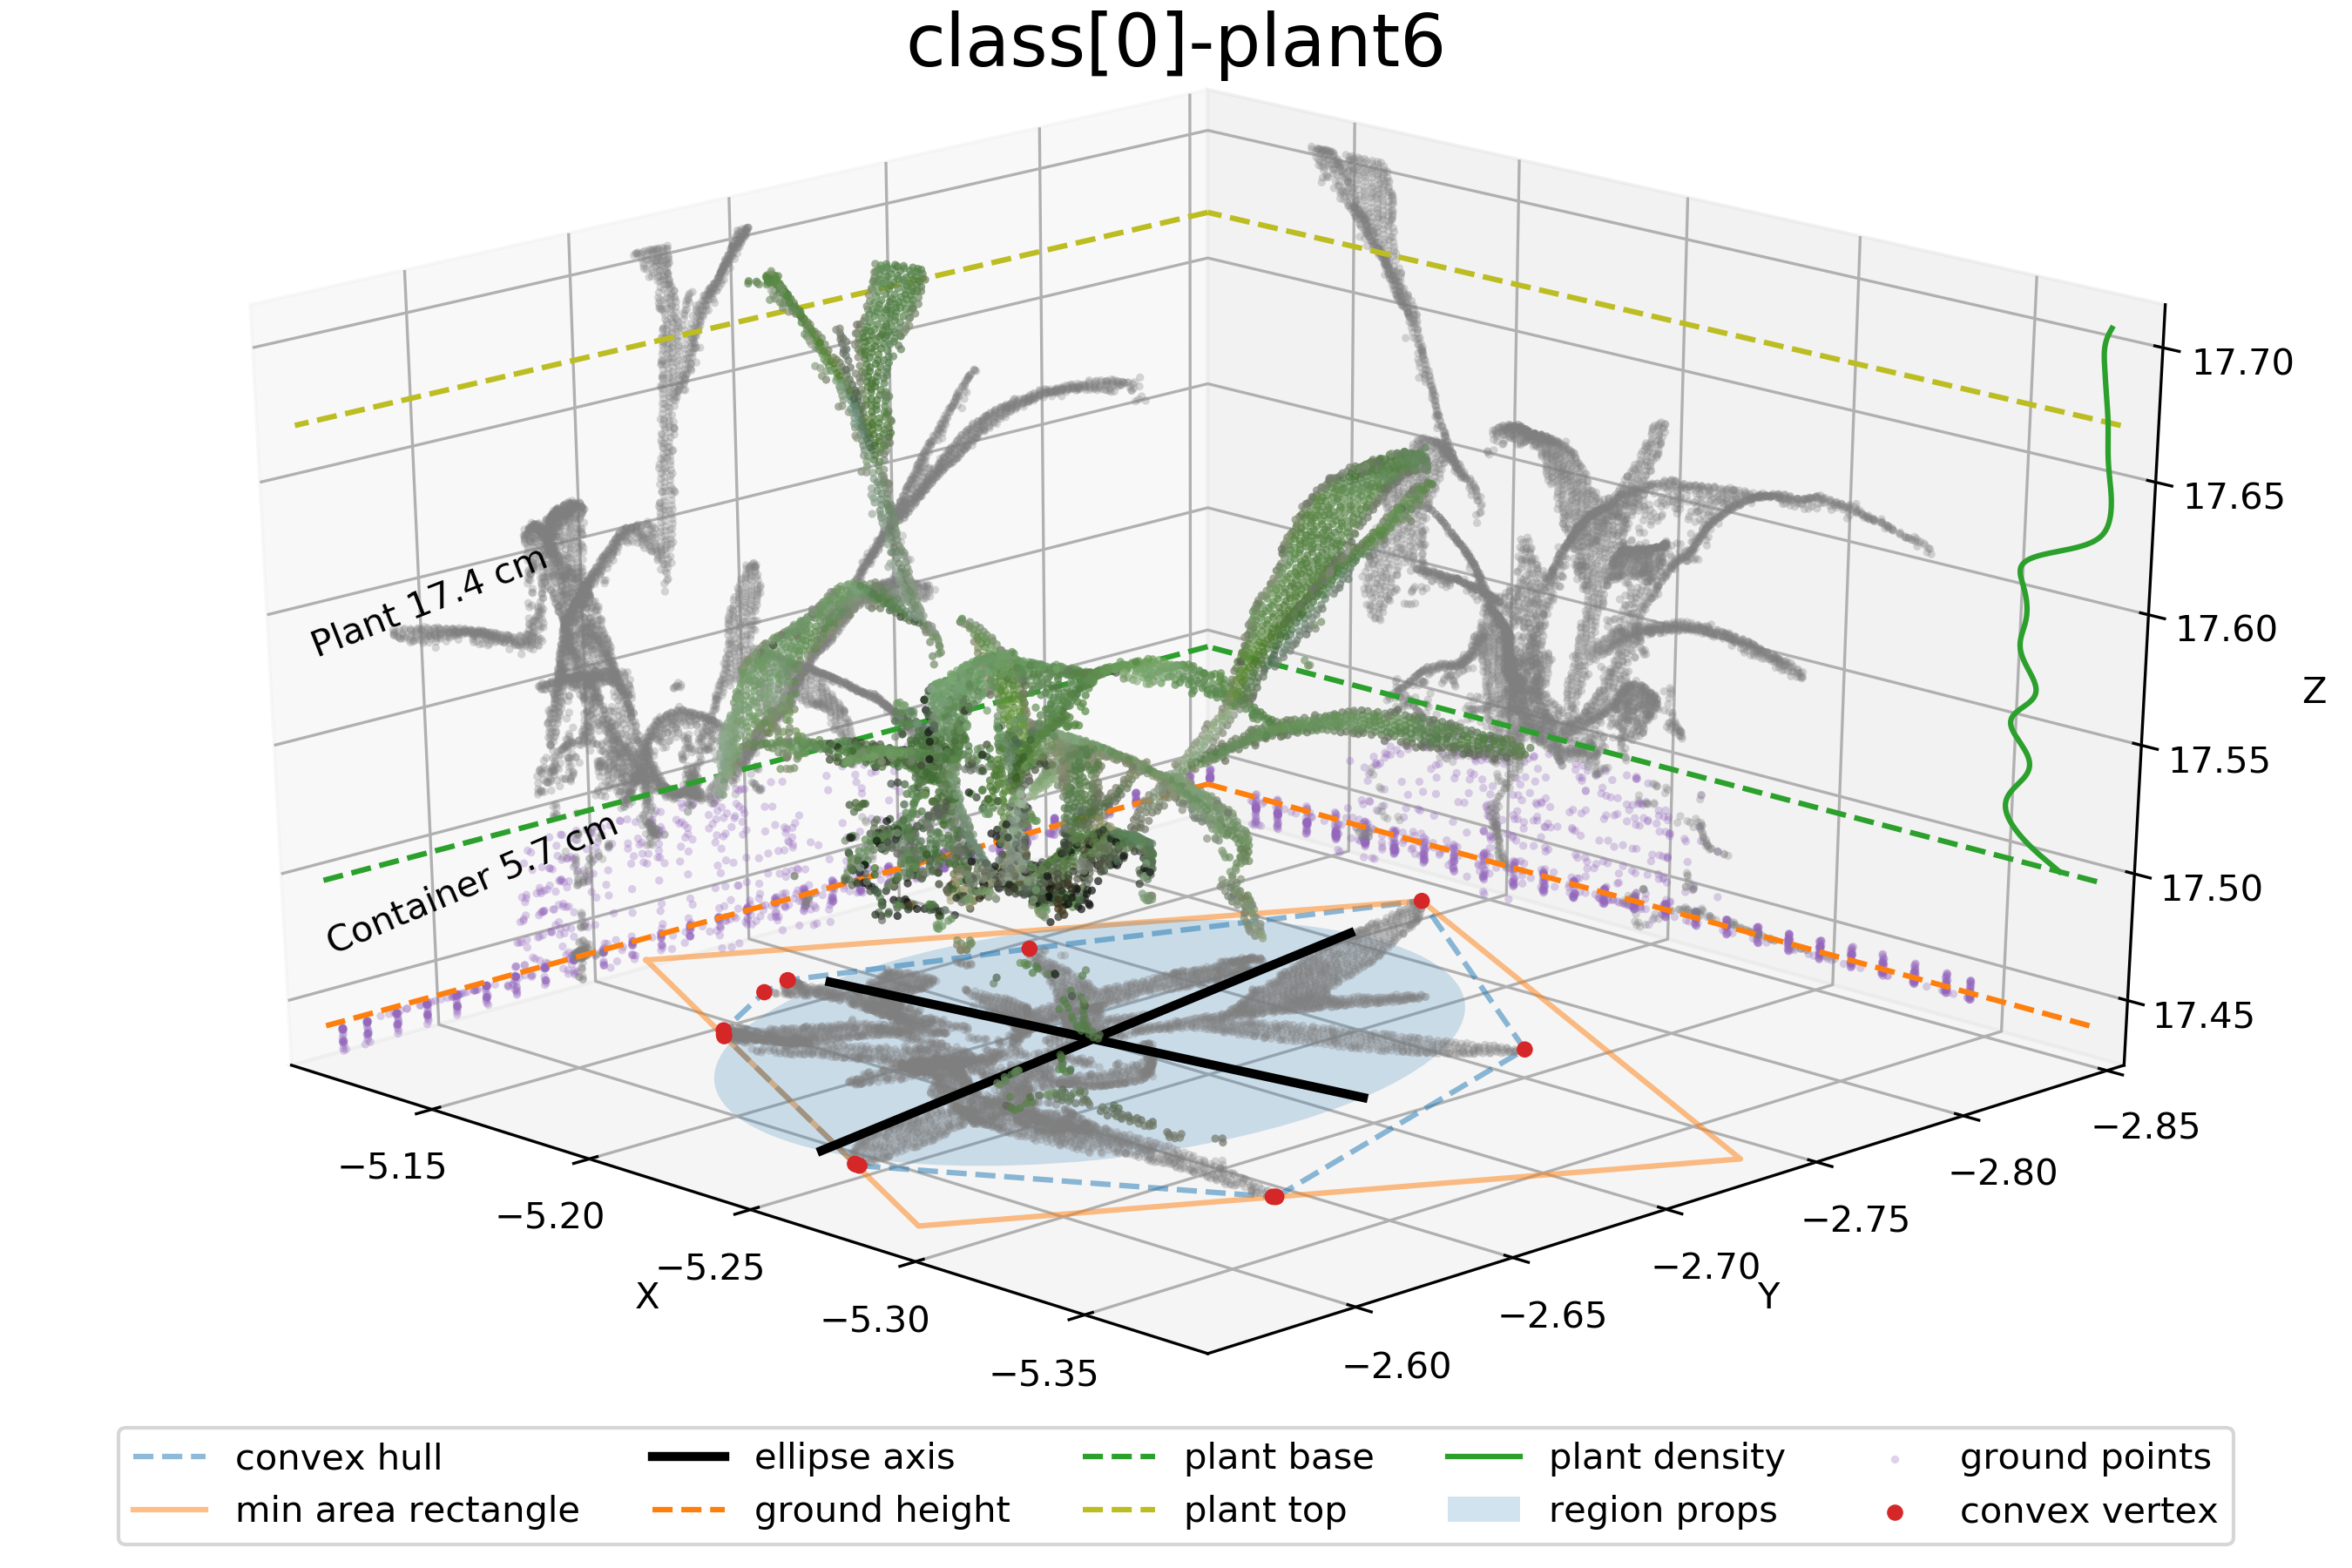 class[0]-plant6
17.70
17.65
17.60
17.55
17.50
17.45
Z
Plant 17.4 cm
Container 5.7 cm
−5.15
−5.20
−5.25
−5.30
−5.35
X
−2.85
−2.80
−2.75
−2.70
−2.65
−2.60
Y
convex hull
min area rectangle
ellipse axis
ground height
plant base
plant top
plant density
region props
ground points
convex vertex